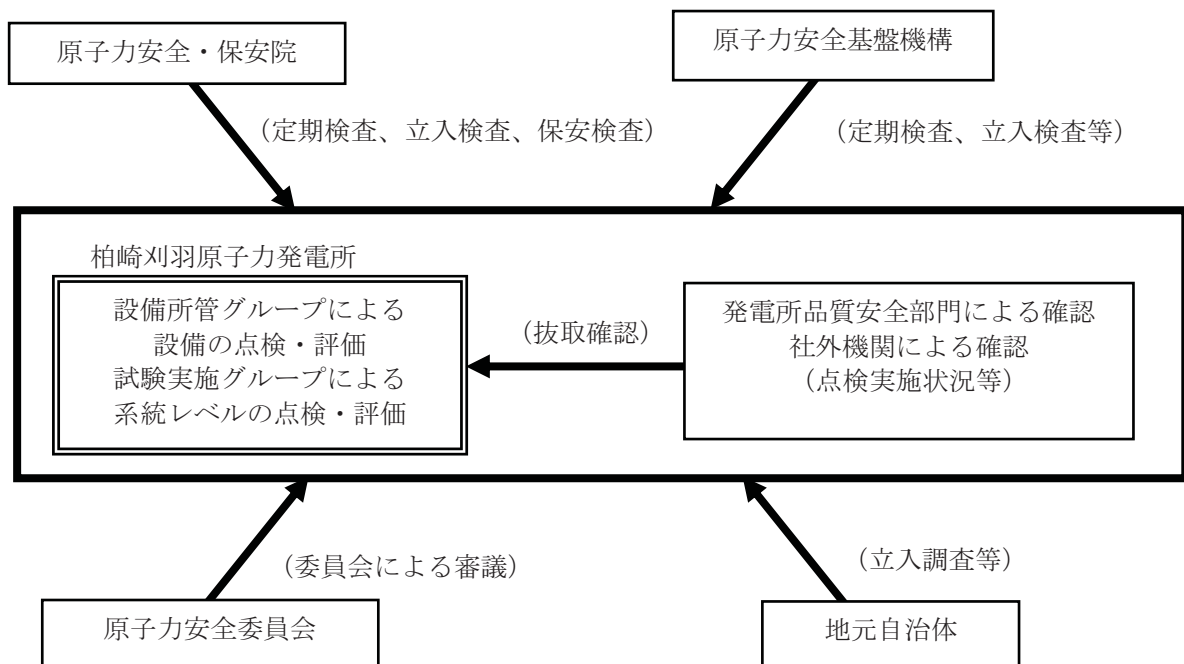 原子力安全・保安院
原子力安全基盤機構
（定期検査、立入検査、保安検査）
（定期検査、立入検査等）
柏崎刈羽原子力発電所
設備所管グループによる
設備の点検・評価
試験実施グループによる
系統レベルの点検・評価
（抜取確認）
発電所品質安全部門による確認
社外機関による確認
（点検実施状況等）
（委員会による審議）
（立入調査等）
原子力安全委員会
地元自治体